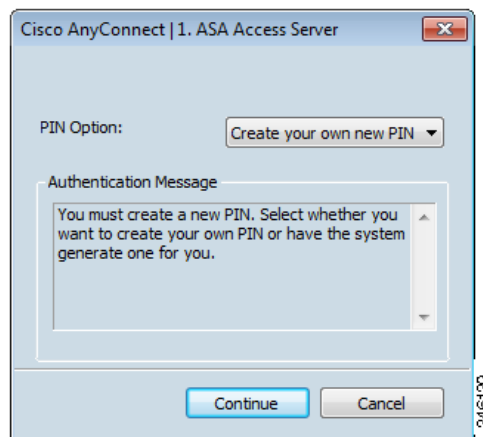 Cisco AnyConnect | 1. ASA Access Server
PIN Option:
Create your own new PIN
Authentication Message
You must create a new PIN. Select whether you
want to create your own PIN or have the system
generate one for you.
Continue
Cancel